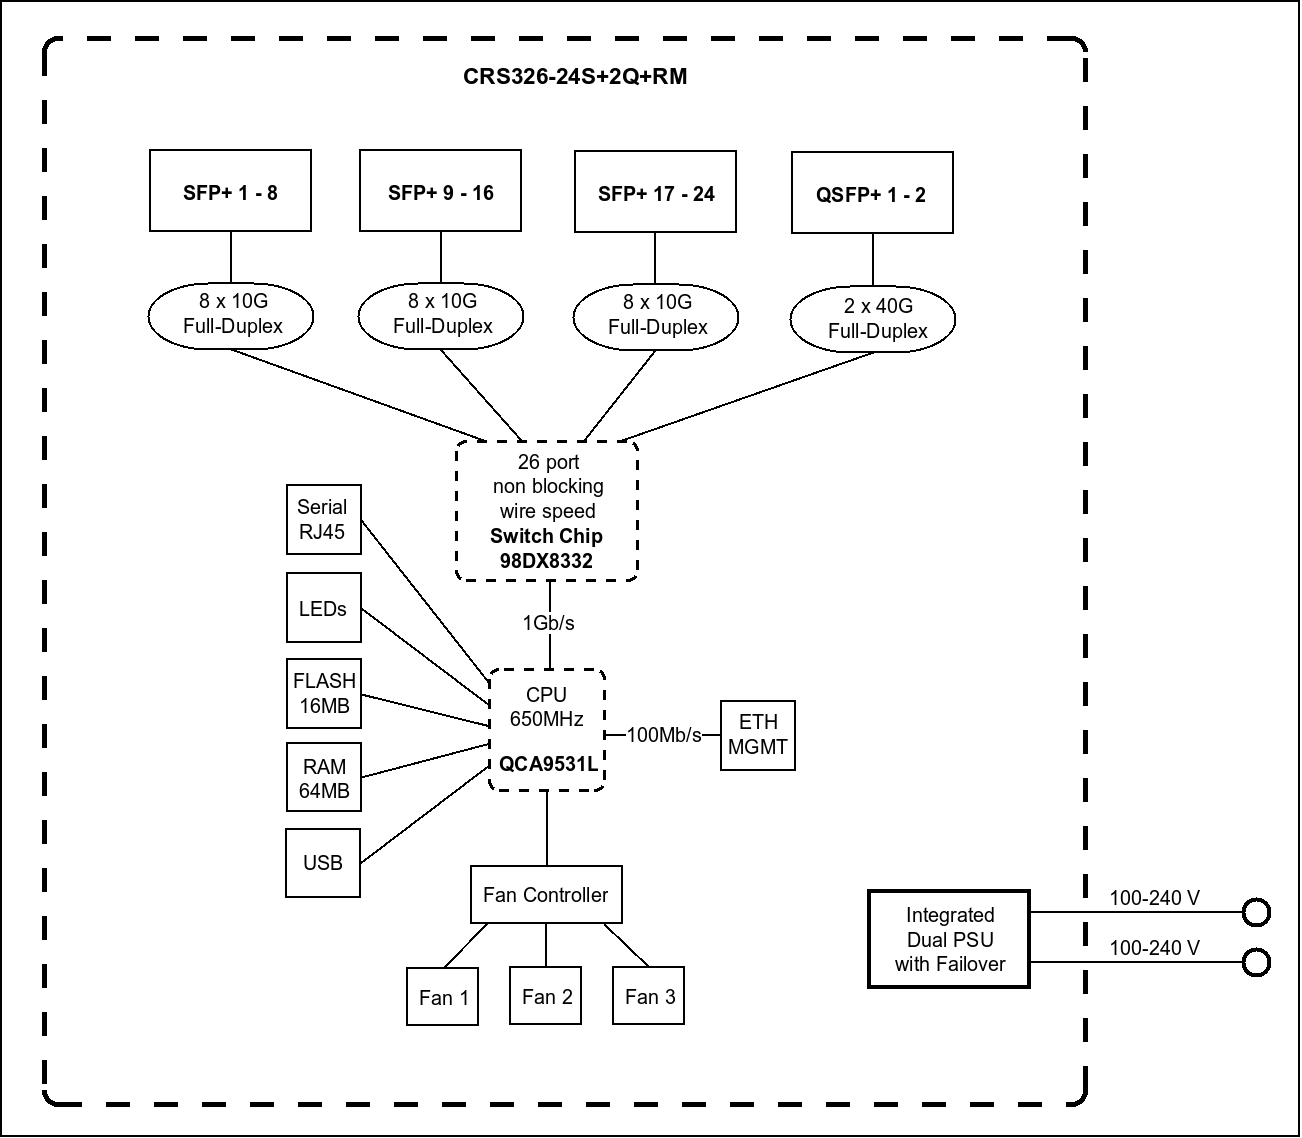 CRS326-24S+2Q+RM
SFP+ 1 - 8
SFP+ 9 - 16
SFP+ 17 - 24
QSFP+ 1 - 2
8 x 10G
Full-Duplex
8 x 10G
Full-Duplex
8 x 10G
Full-Duplex
2 x 40G
Full-Duplex
26 port
non blocking
wire speed
Switch Chip
98DX8332
Serial
RJ45
LEDs
FLASH
16MB
RAM
64MB
USB
1Gb/s
CPU
650MHz
QCA9531L
100Mb/s
ETH
MGMT
Fan Controller
Fan 1
Fan 2
Fan 3
Integrated
Dual PSU
with Failover
100-240 V
100-240 V